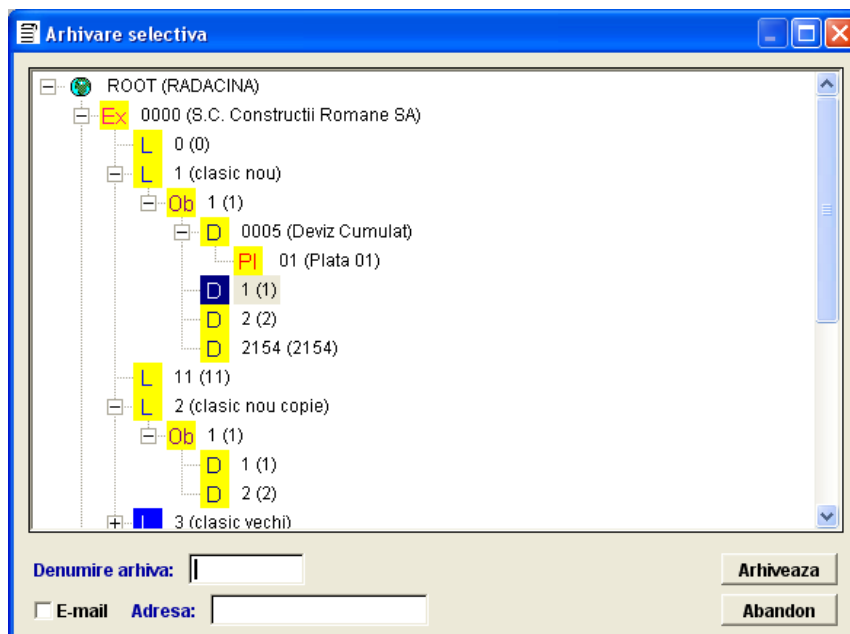 Arhivare selectiva
ROOT (RADACINA)
Ex 0000 (S.C. Constructii Romane SA)
L 0 (0)
L 1 (clasic nou)
Ob 1 (1)
D 0005 (Deviz Cumulat)
Pl 01 (Plata 01)
D 1 (1)
D 2 (2)
D 2154 (2154)
L 11 (11)
L 2 (clasic nou copie)
Ob 1 (1)
D 1 (1)
D 2 (2)
L 3 (clasic vechi)
Denumire arhiva: Arhiveaza
E-mail Adresa: Abandon